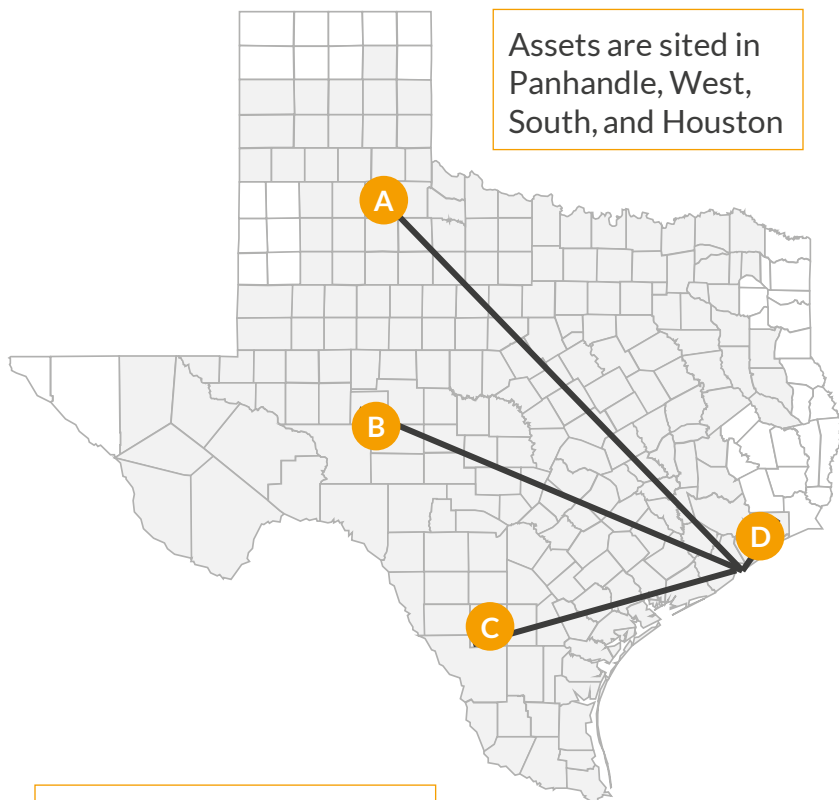 Assets are sited in
Panhandle, West,
South, and Houston
A
B
D
C